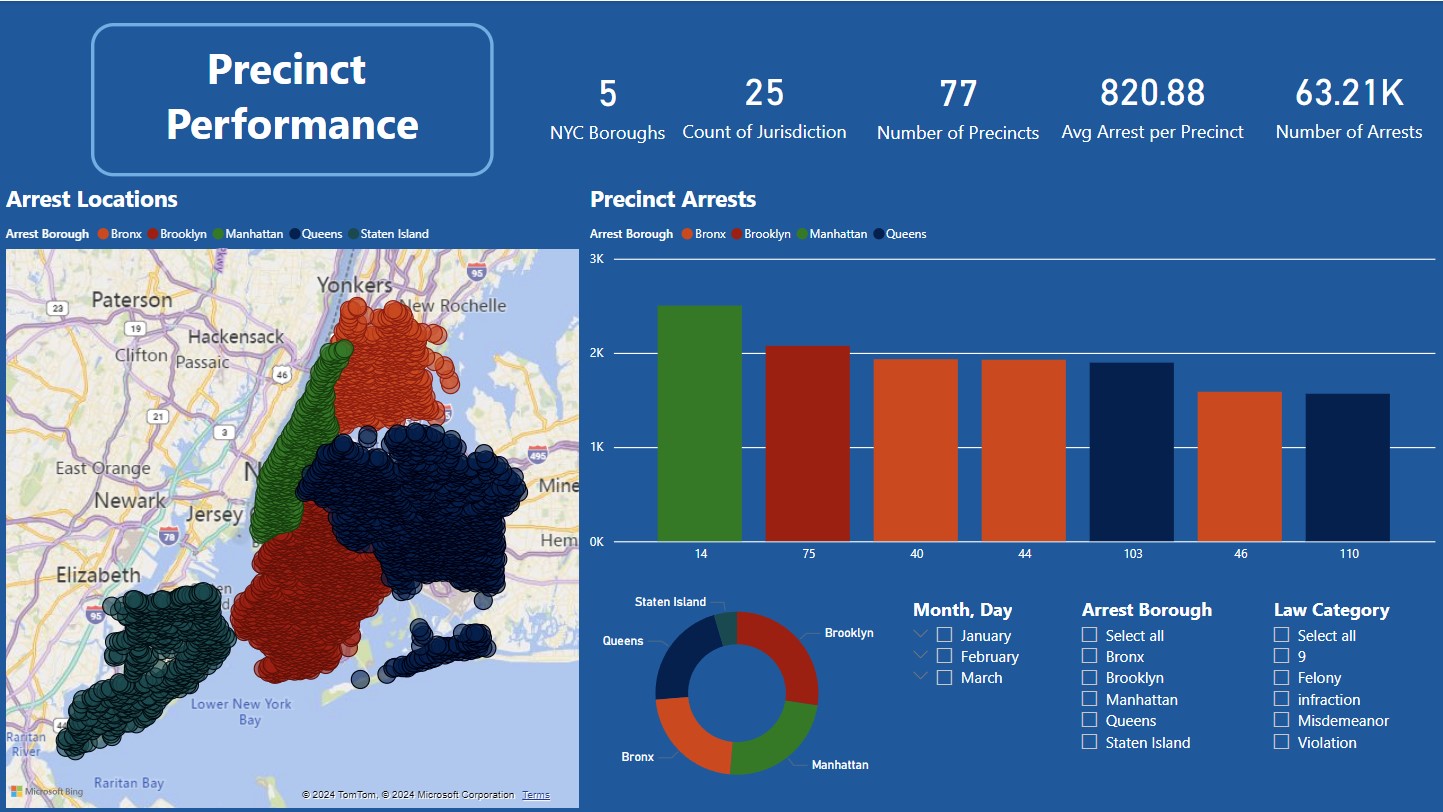 Precinct
Performance
5
NYC Boroughs
25
Count of Jurisdiction
77
Number of Precincts
820.88
Avg Arrest per Precinct
63.21K
Number of Arrests
Arrest Locations
Arrest Borough Bronx Brooklyn Manhattan Queens Staten Island
Pkwy
Yonkers
95
Paterson
New Rochelle
23
19
Hackensack
Clifton
Passaic
46
21
3
East Orange
N
495
Newark
Mine
Jersey
78
Hem
Elizabeth
95
Lower New York
Bay
44
Raritan
River
Raritan Bay
Microsoft Bing
© 2024 TomTom, © 2024 Microsoft Corporation Terms
Precinct Arrests
Arrest Borough Bronx Brooklyn Manhattan Queens
3K
2K
1K
0K
14 75 40 44 103 46 110
Staten Island
Queens
Brooklyn
Bronx
Manhattan
Month, Day
January
February
March
Arrest Borough
Select all
Bronx
Brooklyn
Manhattan
Queens
Staten Island
Law Category
Select all
9
Felony
infraction
Misdemeanor
Violation